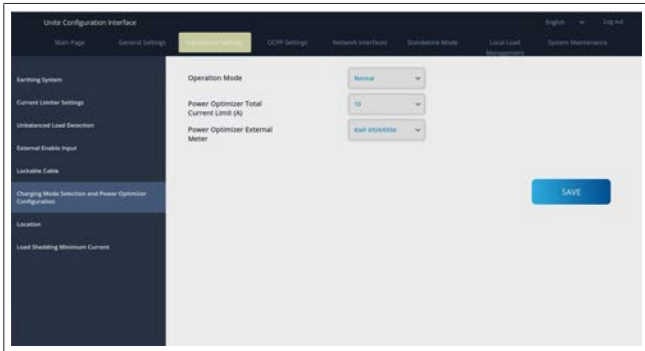 Unite Configuration Interface
English
Log out
Main Page
General Settings
OCPP Settings
Network Interfaces
Standalone Mode
Local Load
Management
System Maintenance
Earthing System
Current Limiter Settings
Unbalanced Load Detection
External Enable Input
Lockable Cable
Charging Mode Selection and Power Optimizer
Configuration
Location
Load Shedding Minimum Current
Operation Mode
Normal
Power Optimizer Total
Current Limit (A)
10
Power Optimizer External
Meter
SAVE